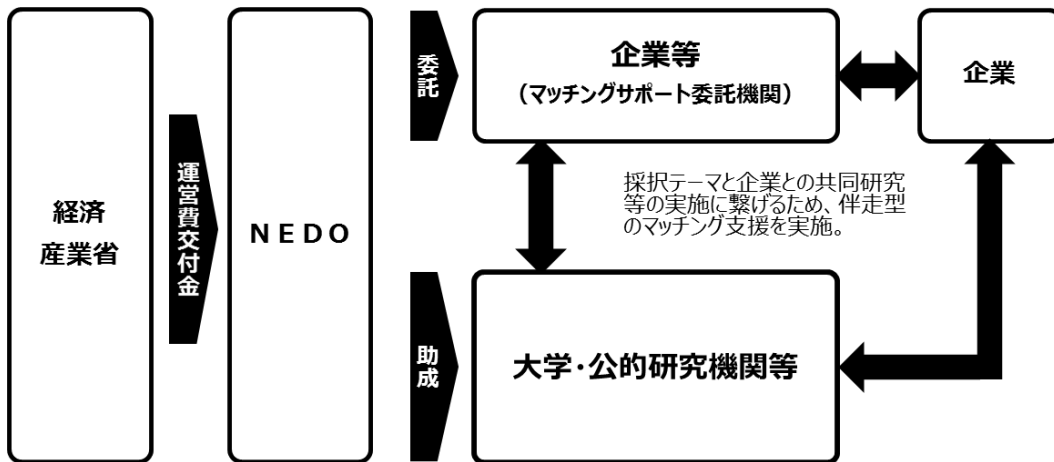 経済
産業省
運営費交付金
NEDO
委託
企業等
（マッチングサポート委託機関）
企業
採択テーマと企業との共同研究
等の実施に繋げるため、伴走型
のマッチング支援を実施。
助成
大学・公的研究機関等